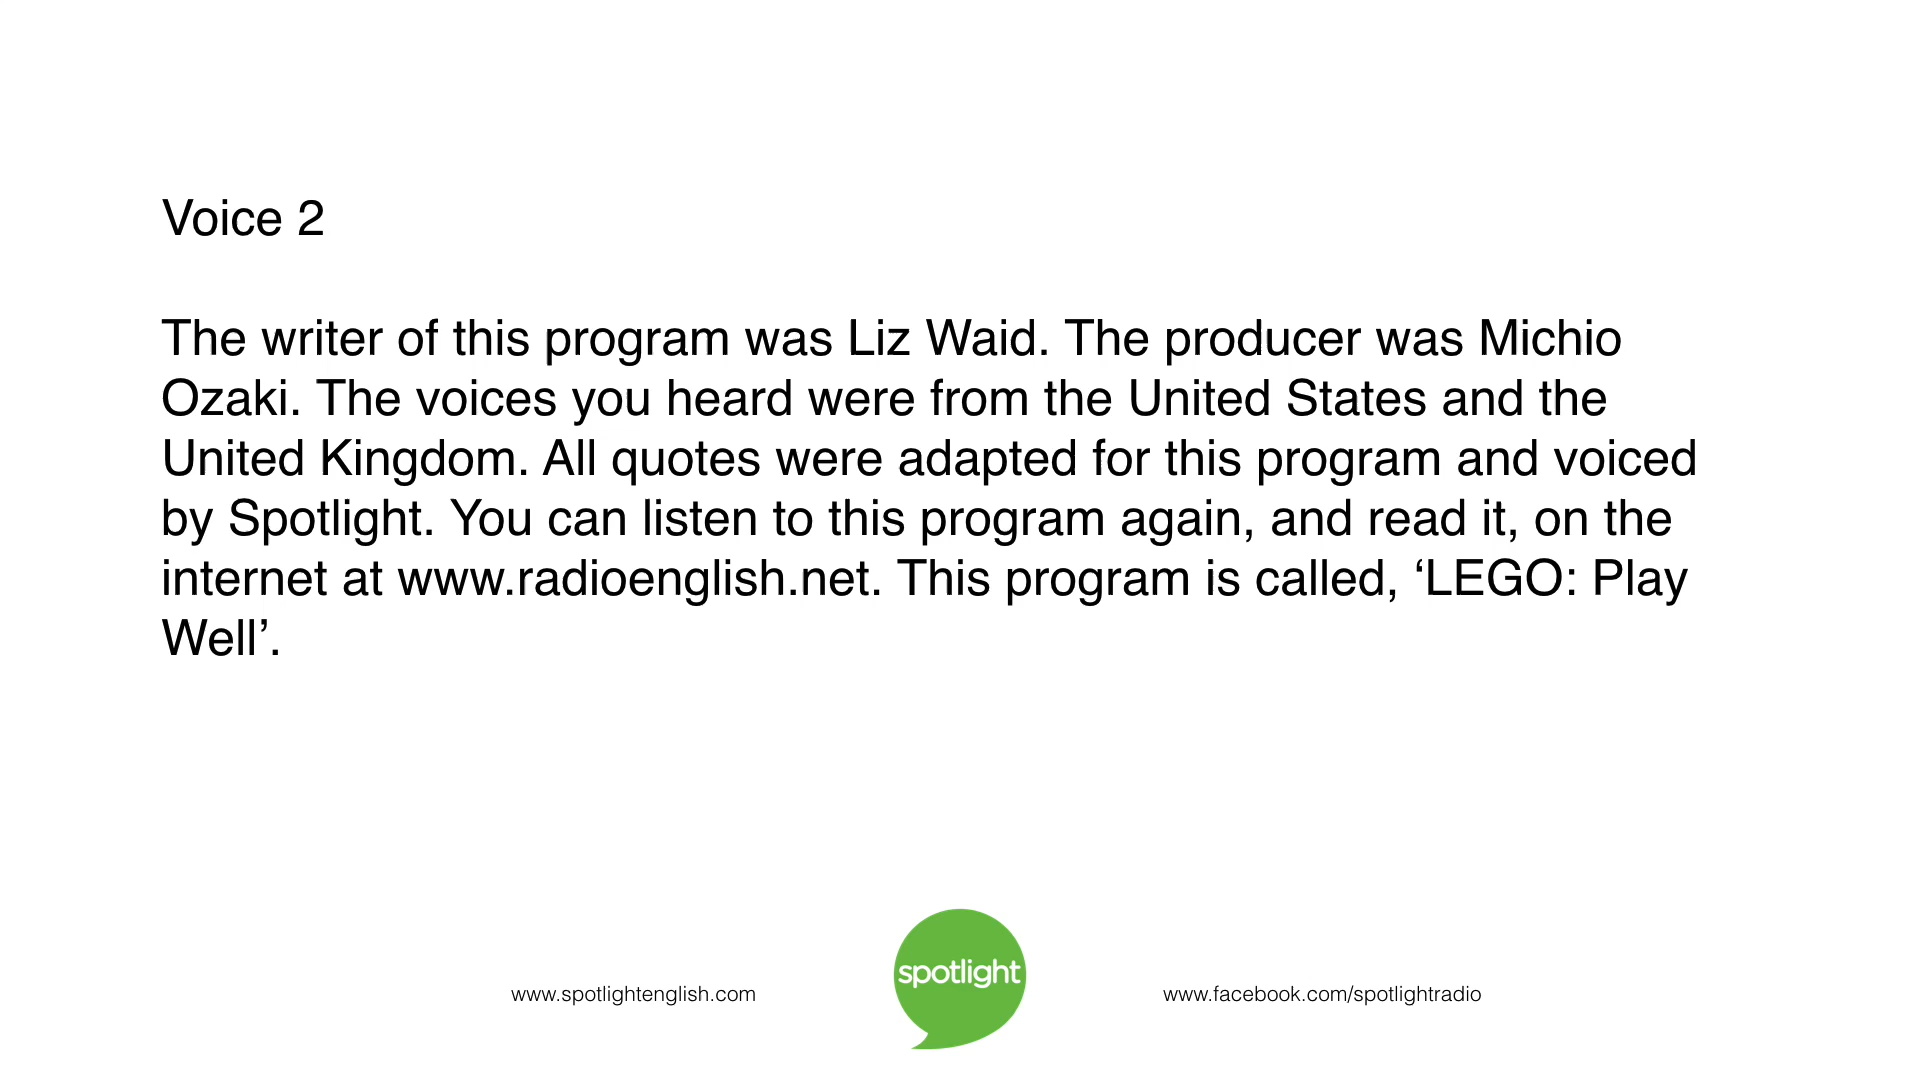 Voice 2
The writer of this program was Liz Waid. The producer was Michio
Ozaki. The voices you heard were from the United States and the
United Kingdom. All quotes were adapted for this program and voiced
by Spotlight. You can listen to this program again, and read it, on the
internet at www.radioenglish.net. This program is called, ‘LEGO: Play
Well’.
spotlight
www.spotlightenglish.com
www.facebook.com/spotlightradio